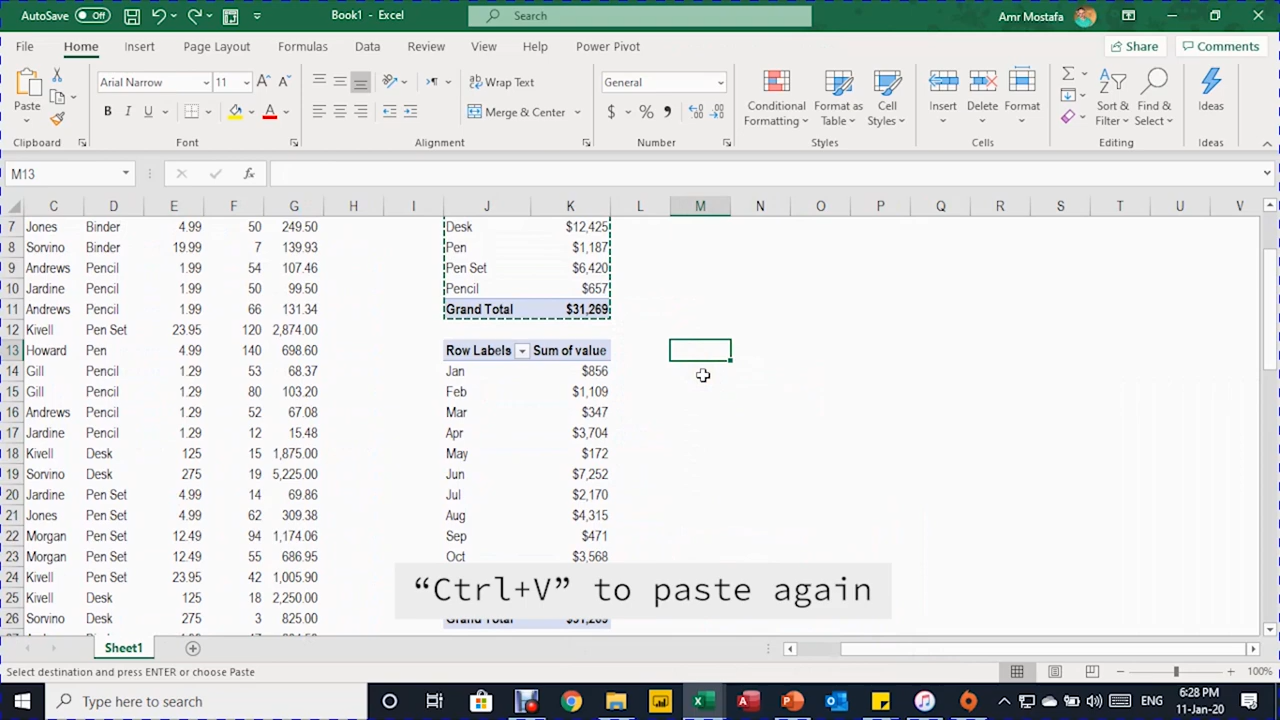 AutoSave Off Book1 - Excel Search Amr Mostafa
File Home Insert Page Layout Formulas Data Review View Help Power Pivot Share Comments
Paste Arial Narrow 11 Wrap Text General Conditional Formatting Format as Table Cell Styles Insert Delete Format Sort & Filter Find & Select Ideas
B I U A Merge & Center $ %
Clipboard Font Alignment Number Styles Cells Editing Ideas
M13 fx
C D E F G H I J K L M N O P Q R S T U V
7 Jones Binder 4.99 50 249.50 Desk $12,425
8 Sorvino Binder 19.99 7 139.93 Pen $1,187
9 Andrews Pencil 1.99 54 107.46 Pen Set $6,420
10 Jardine Pencil 1.99 50 99.50 Pencil $657
11 Andrews Pencil 1.99 66 131.34 Grand Total $31,269
12 Kivell Pen Set 23.95 120 2,874.00
13 Howard Pen 4.99 140 698.60 Row Labels Sum of value
14 Gill Pencil 1.29 53 68.37 Jan $856
15 Gill Pencil 1.29 80 103.20 Feb $1,109
16 Andrews Pencil 1.29 52 67.08 Mar $347
17 Jardine Pencil 1.29 12 15.48 Apr $3,704
18 Kivell Desk 125 15 1,875.00 May $172
19 Sorvino Desk 275 19 5,225.00 Jun $7,252
20 Jardine Pen Set 4.99 14 69.86 Jul $2,170
21 Jones Pen Set 4.99 62 309.38 Aug $4,315
22 Morgan Pen Set 12.49 94 1,174.06 Sep $471
23 Morgan Pen Set 12.49 55 686.95 Oct $3,568
24 Kivell Pen Set 23.95 42 1,005.90
25 Kivell Desk 125 18 2,250.00
“Ctrl+V” to paste again
26 Sorvino Desk 275 3 825.00 Grand Total $31,269
Sheet1
Select destination and press ENTER or choose Paste 100%
Type here to search ENG 6:28 PM
11-Jan-20